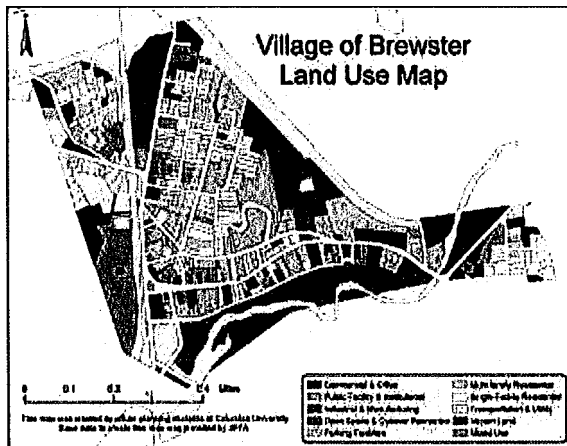 Village of Brewster
Land Use Map
0 0.1 0.2 0.4 Miles
This map was created by urban planning students at Columbia University
Base data
Commercial & Office
Public Facility & Institutional
Industrial & Manufacturing
Open Space & Outdoor Recreation
Parking Facilities
Multi-family Residential
Single-Family Residential
Transportation & Utility
Vacant Land
Mixed Use